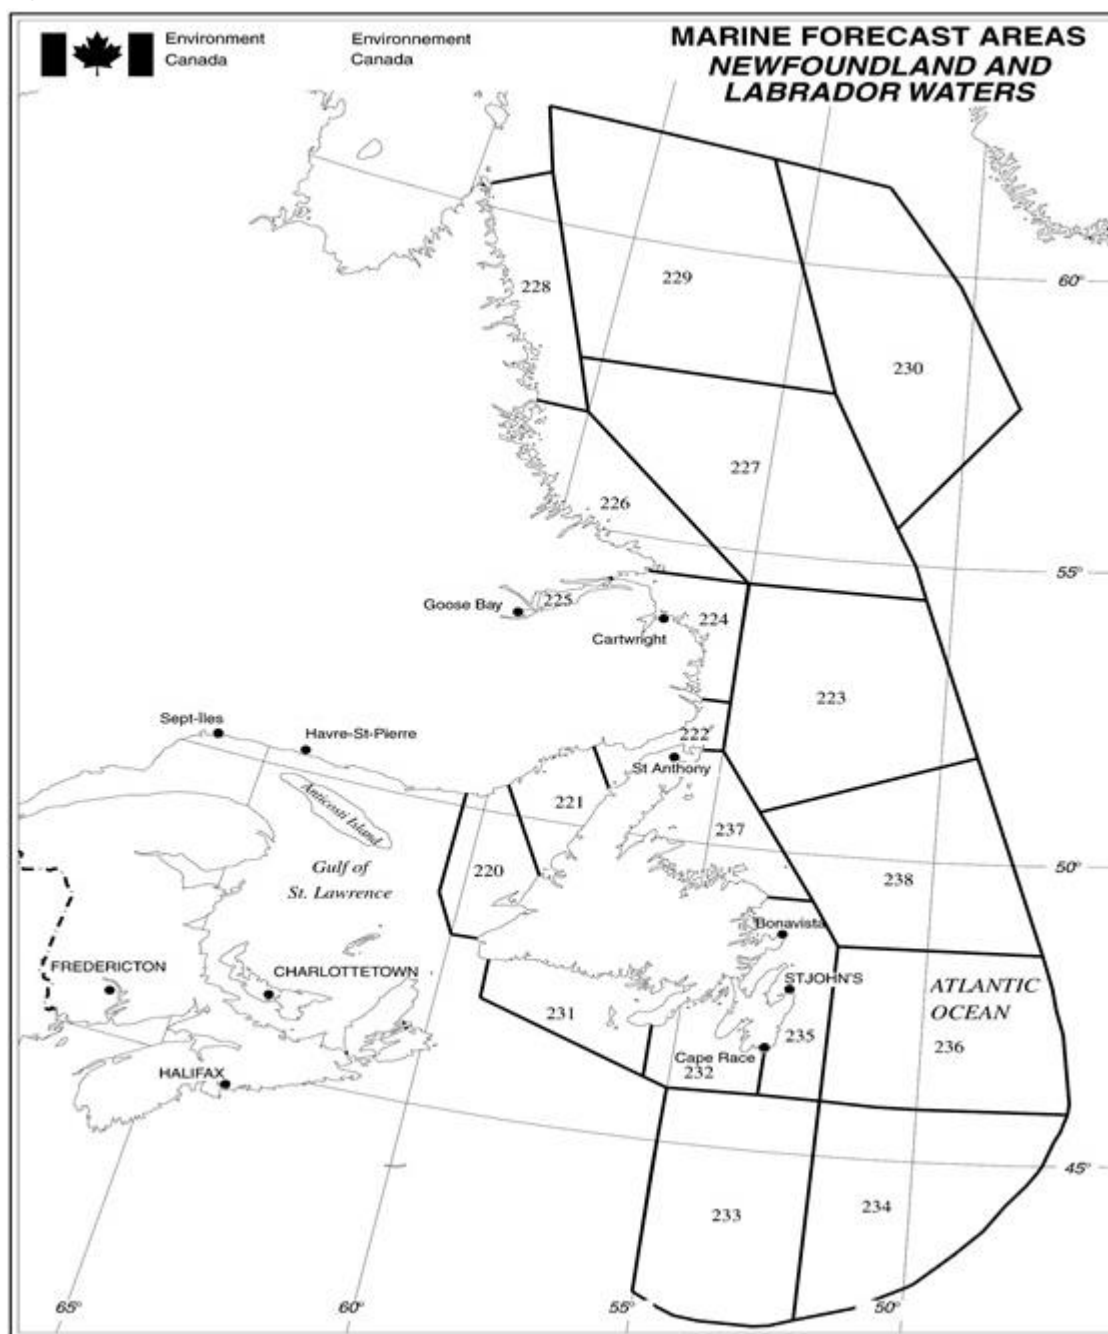 Environment
Canada
Environnement
Canada
MARINE FORECAST AREAS
NEWFOUNDLAND AND
LABRADOR WATERS
228
229
60°
230
227
226
55°
Goose Bay
225
224
Cartwright
223
Sept-Îles
Havre-St-Pierre
222
St Anthony
Anticosti Island
221
237
Gulf of
St. Lawrence
220
238
50°
Bonavista
FREDERICTON
CHARLOTTETOWN
STJOHN'S
ATLANTIC
OCEAN
231
235
236
Cape Race
232
HALIFAX
45°
233
234
65°
60°
55°
50°